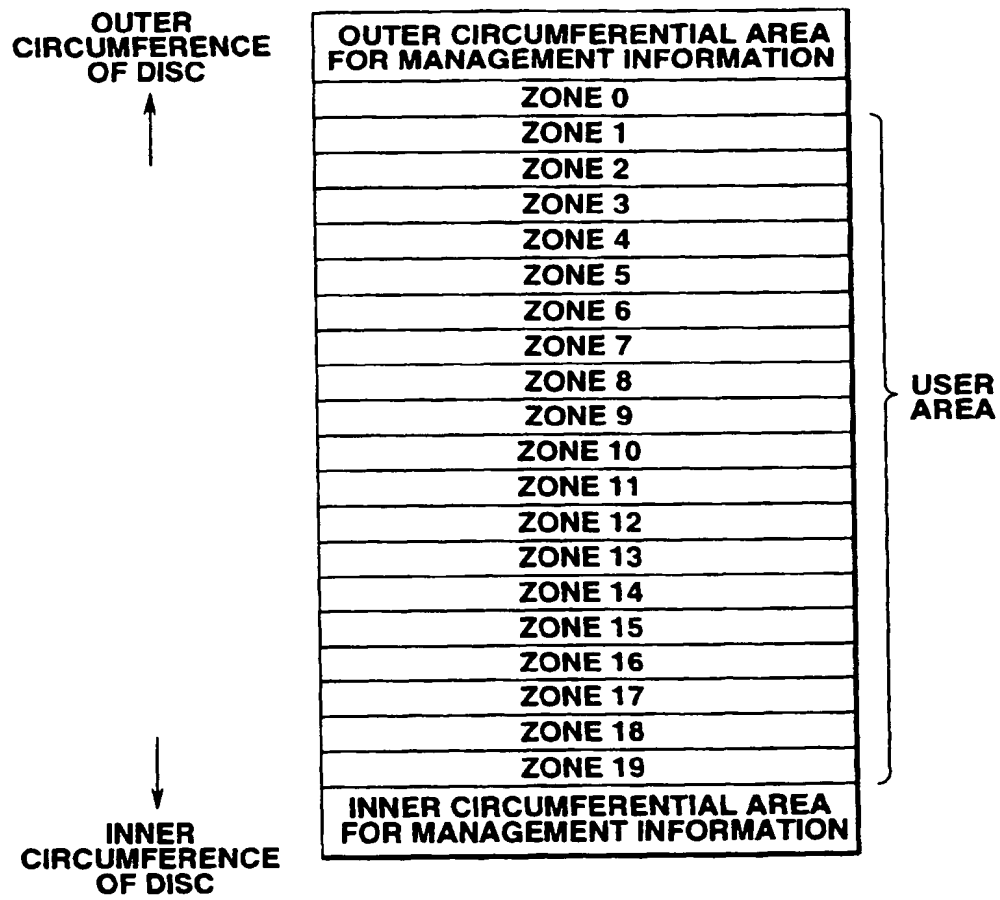 OUTER
CIRCUMFERENCE
OF DISC
OUTER CIRCUMFERENTIAL AREA
FOR MANAGEMENT INFORMATION
ZONE 0
ZONE 1
ZONE 2
ZONE 3
ZONE 4
ZONE 5
ZONE 6
ZONE 7
ZONE 8
ZONE 9
ZONE 10
ZONE 11
ZONE 12
ZONE 13
ZONE 14
ZONE 15
ZONE 16
ZONE 17
ZONE 18
ZONE 19
USER
AREA
INNER CIRCUMFERENTIAL AREA
FOR MANAGEMENT INFORMATION
INNER
CIRCUMFERENCE
OF DISC